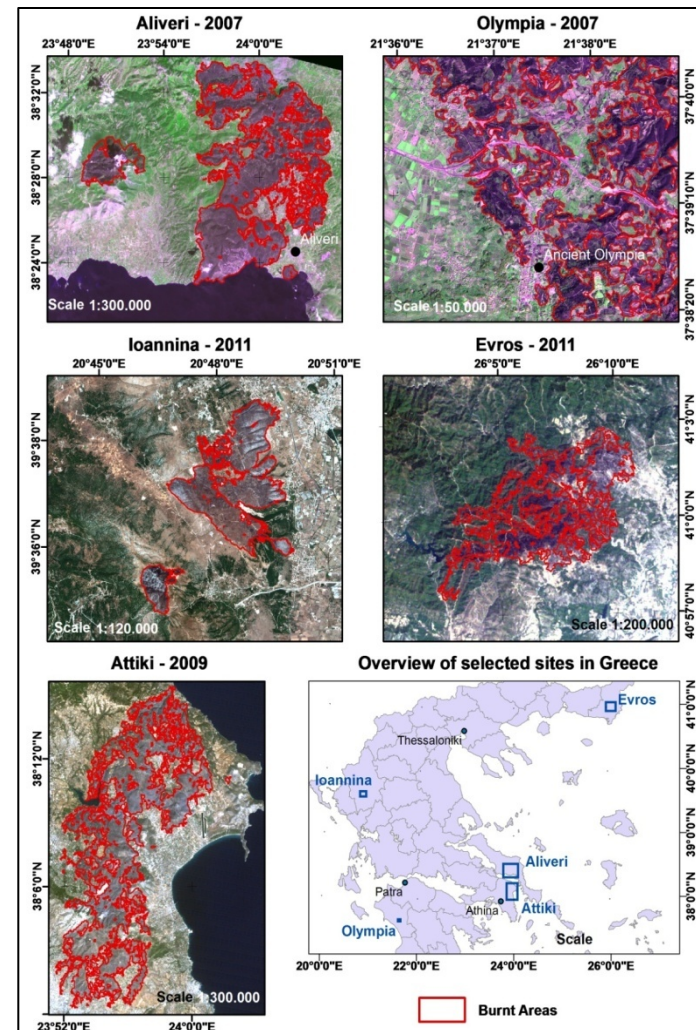 Aliveri - 2007
23°48'0"E 23°54'0"E 24°0'0"E
38°32'0"N
38°28'0"N
38°24'0"N
Aliveri
Scale 1:300.000
Olympia - 2007
21°36'0"E 21°37'0"E 21°38'0"E
37°40'0"N
37°39'10"N
37°38'20"N
Ancient Olympia
Scale 1:50.000
Ioannina - 2011
20°45'0"E 20°48'0"E 20°51'0"E
39°38'0"N
39°36'0"N
Scale 1:120.000
Evros - 2011
26°5'0"E 26°10'0"E
41°3'0"N
41°0'0"N
40°57'0"N
Scale 1:200.000
Attiki - 2009
38°12'0"N
38°6'0"N
Scale 1:300.000
23°52'0"E 24°0'0"E
Overview of selected sites in Greece
Evros
Thessaloniki
Ioannina
Aliveri
Patra
Athina
Attiki
Olympia
Scale
41°0'0"N
40°0'0"N
39°0'0"N
38°0'0"N
20°0'0"E 22°0'0"E 24°0'0"E 26°0'0"E
Burnt Areas